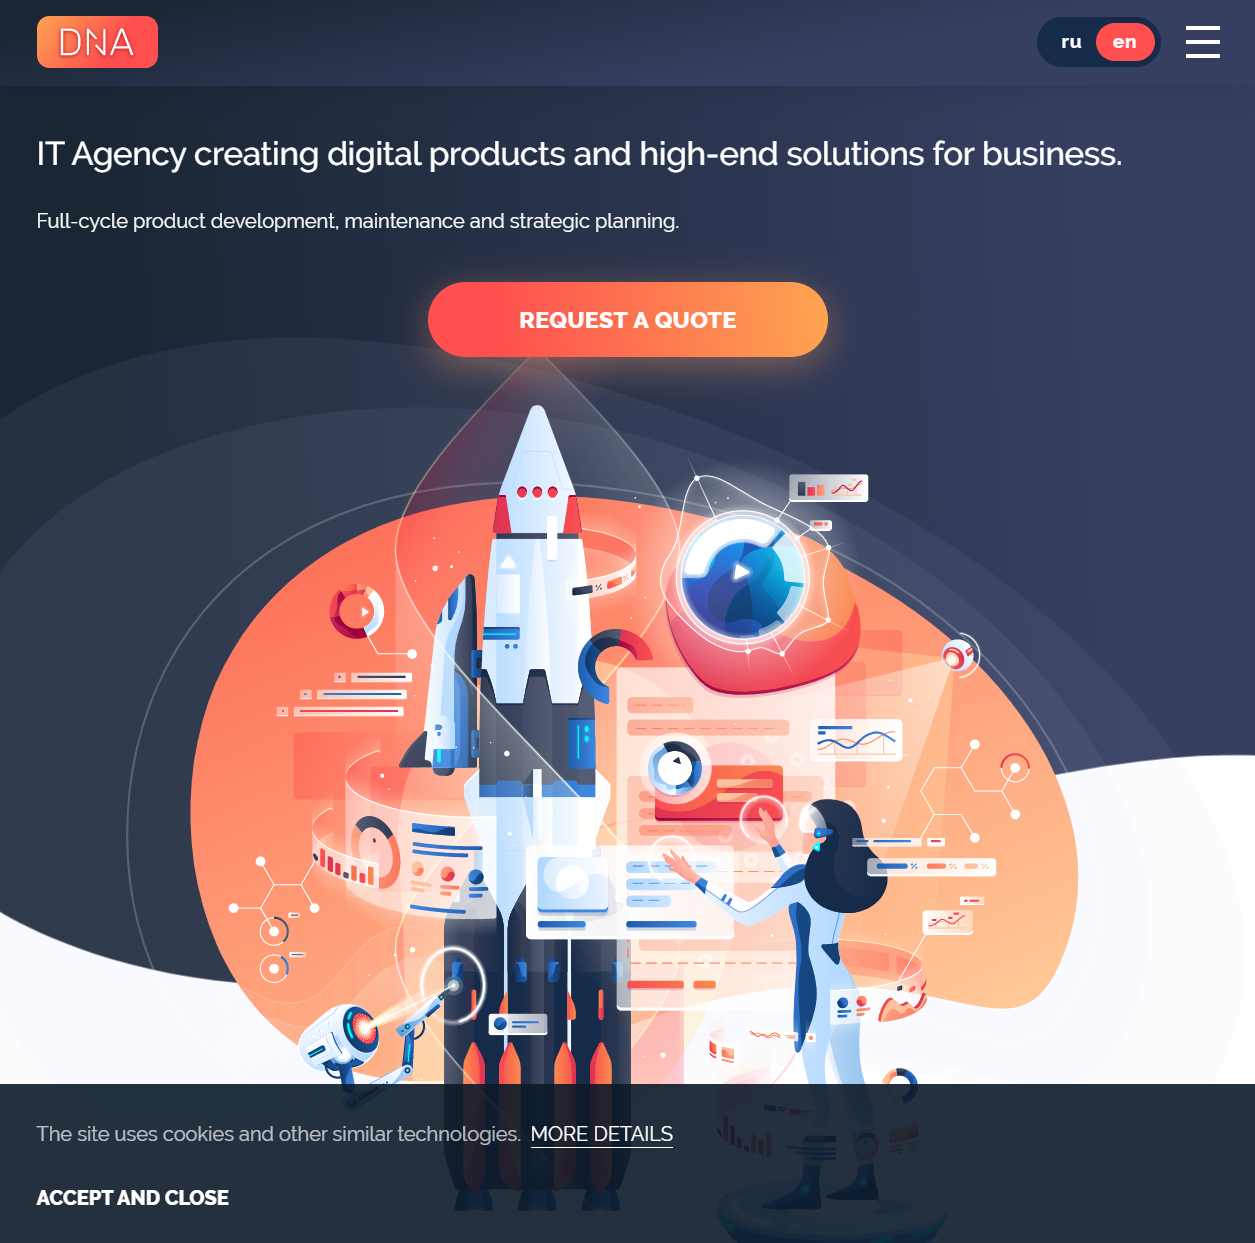 DNA
ru en
IT Agency creating digital products and high-end solutions for business.
Full-cycle product development, maintenance and strategic planning.
REQUEST A QUOTE
The site uses cookies and other similar technologies. MORE DETAILS
ACCEPT AND CLOSE